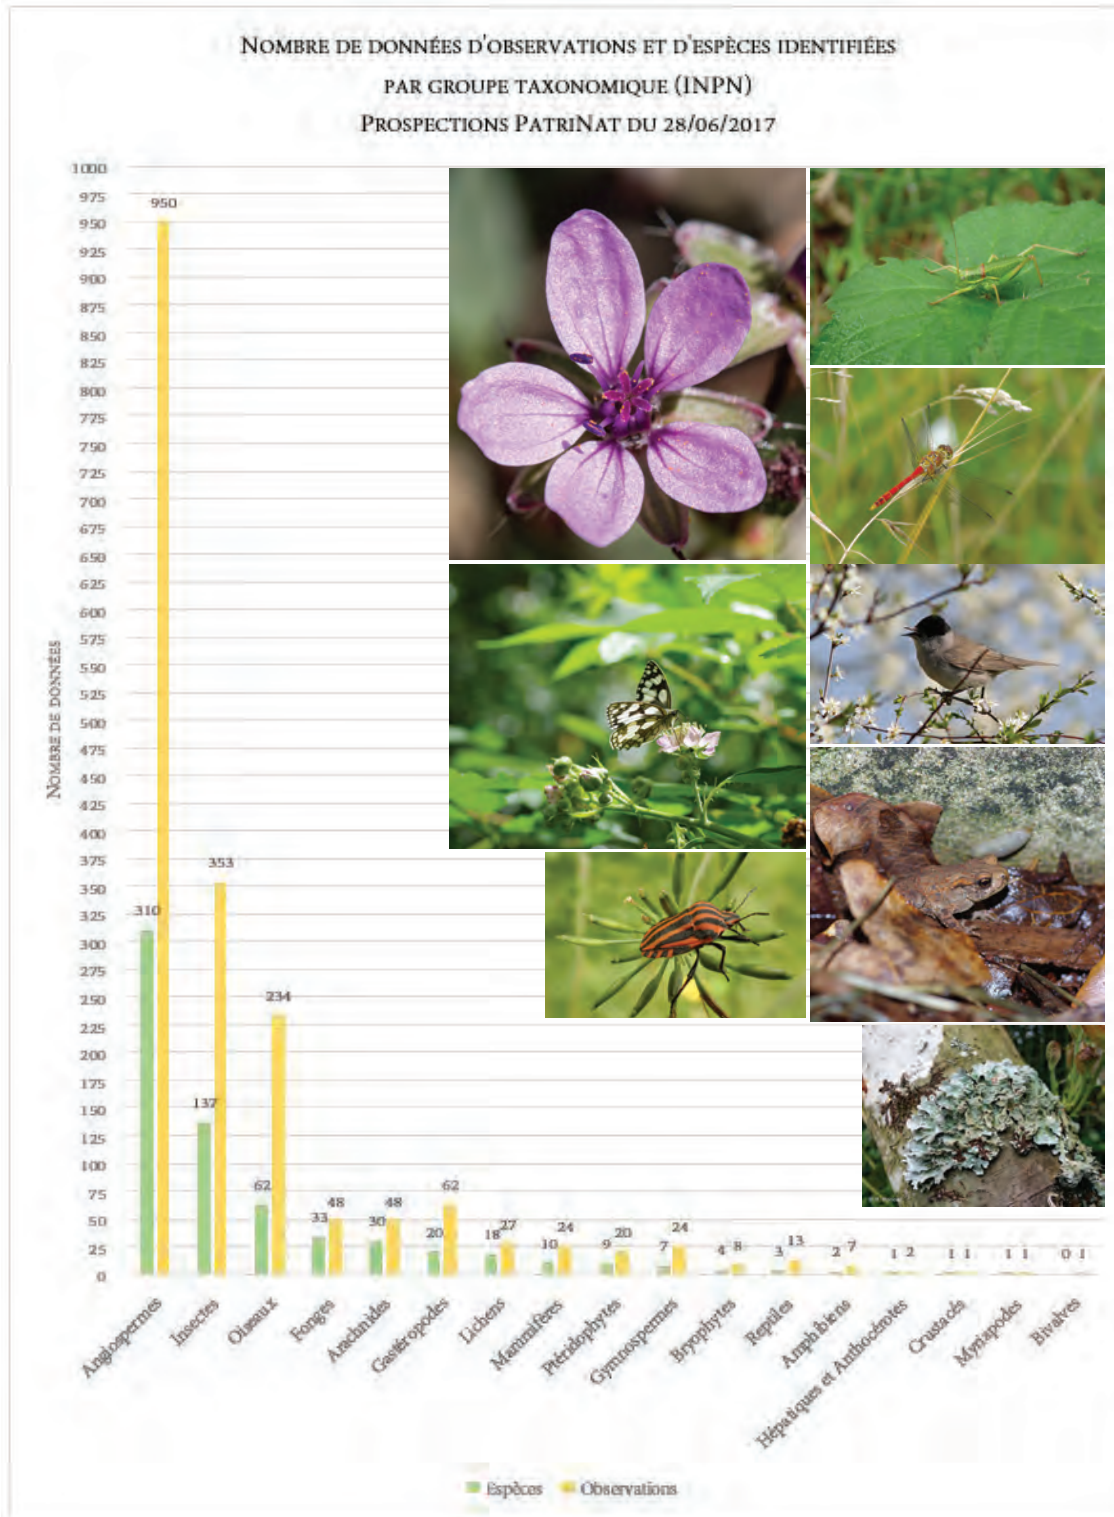 NOMBRE DE DONNÉES D'OBSERVATIONS ET D'ESPÈCES IDENTIFIÉES
PAR GROUPE TAXONOMIQUE (INPN)
PROSPECTIONS PATRINAT DU 28/06/2017
NOMBRE DE DONNÉES
1000
975
950
925
900
875
850
825
800
775
750
725
700
675
650
625
600
575
550
525
500
475
450
425
400
375
350
325
300
275
250
225
200
175
150
125
100
75
50
25
0
310 950
137 353
62 234
33 48
30 48
20 62
18 27
10 24
9 20
7 24
4 8
3 13
2 7
1 2
1 1
1 1
0 1
Angiospermes
Insectes
Oiseaux
Fonges
Arachnides
Gastéropodes
Lichens
Mammifères
Ptéridophytes
Gymnospermes
Bryophytes
Reptiles
Amphibiens
Hépatiques et Anthocérotes
Crustacés
Myriapodes
Bivalves
Espèces Observations